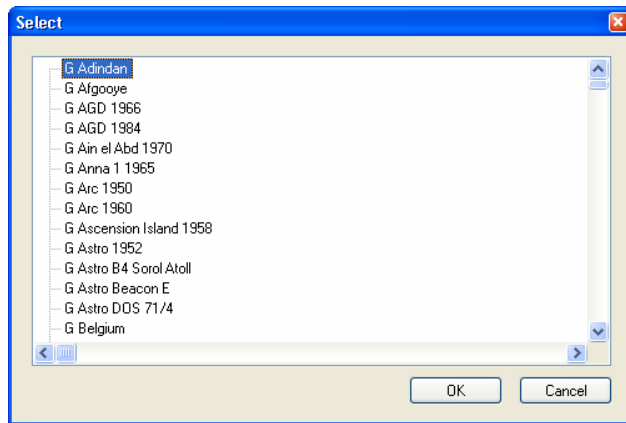 Select
G Adindan
G Afgooye
G AGD 1966
G AGD 1984
G Ain el Abd 1970
G Anna 1 1965
G Arc 1950
G Arc 1960
G Ascension Island 1958
G Astro 1952
G Astro B4 Sorol Atoll
G Astro Beacon E
G Astro DOS 71/4
G Belgium
OK Cancel